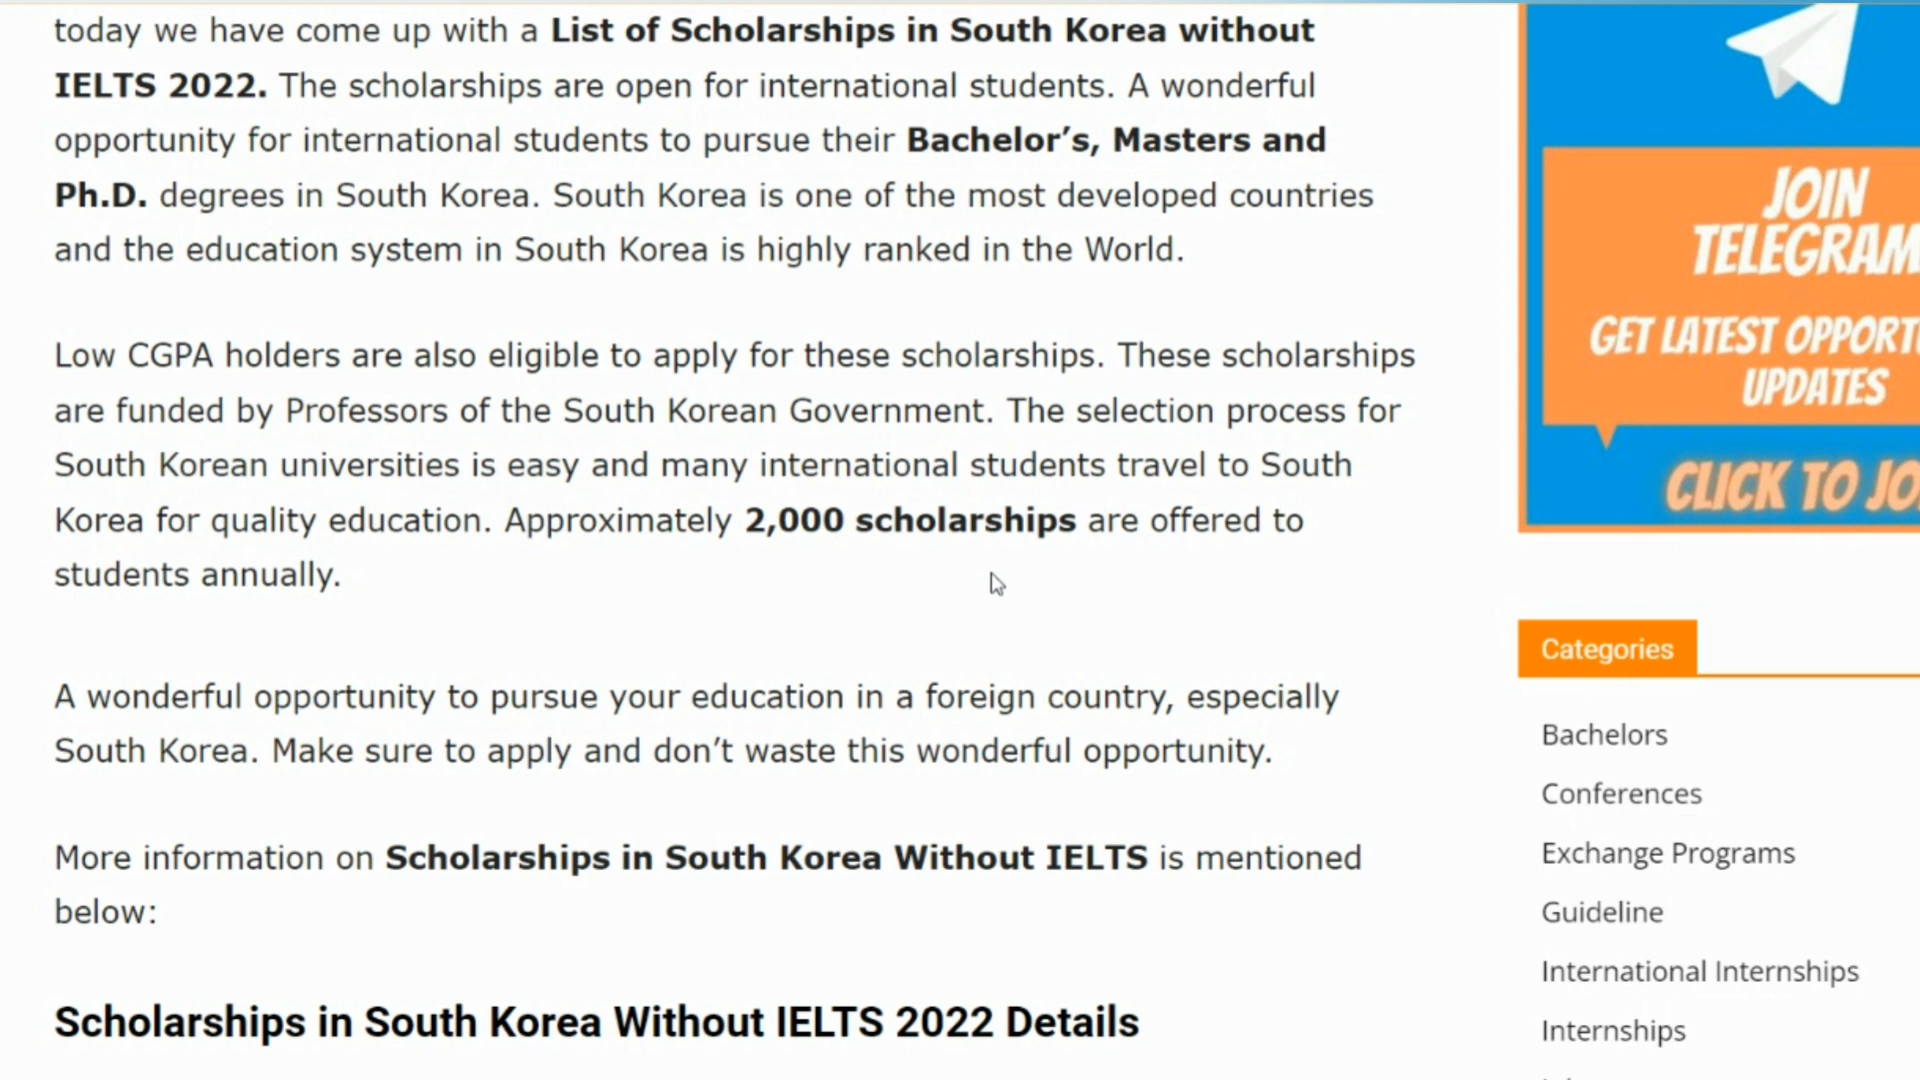 today we have come up with a List of Scholarships in South Korea without
IELTS 2022. The scholarships are open for international students. A wonderful
opportunity for international students to pursue their Bachelor’s, Masters and
Ph.D. degrees in South Korea. South Korea is one of the most developed countries
and the education system in South Korea is highly ranked in the World.
Low CGPA holders are also eligible to apply for these scholarships. These scholarships
are funded by Professors of the South Korean Government. The selection process for
South Korean universities is easy and many international students travel to South
Korea for quality education. Approximately 2,000 scholarships are offered to
students annually.
A wonderful opportunity to pursue your education in a foreign country, especially
South Korea. Make sure to apply and don’t waste this wonderful opportunity.
More information on Scholarships in South Korea Without IELTS is mentioned
below:
Scholarships in South Korea Without IELTS 2022 Details
JOIN
TELEGRAM
GET LATEST
UPDATES
CLICK TO
Categories
Bachelors
Conferences
Exchange Programs
Guideline
International Internships
Internships